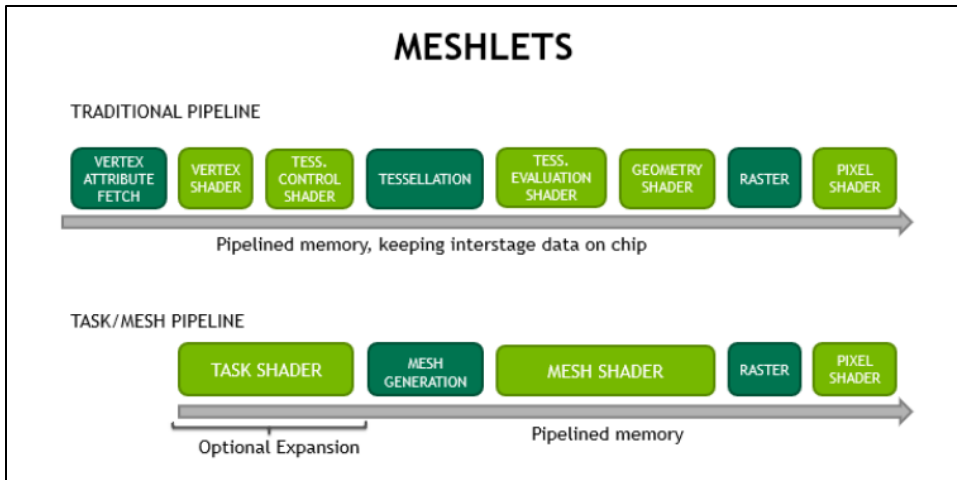 MESHLETS
TRADITIONAL PIPELINE
VERTEX
ATTRIBUTE
FETCH
VERTEX
SHADER
TESS.
CONTROL
SHADER
TESSELLATION
TESS.
EVALUATION
SHADER
GEOMETRY
SHADER
RASTER
PIXEL
SHADER
Pipelined memory, keeping interstage data on chip
TASK/MESH PIPELINE
TASK SHADER
MESH
GENERATION
MESH SHADER
RASTER
PIXEL
SHADER
Optional Expansion
Pipelined memory